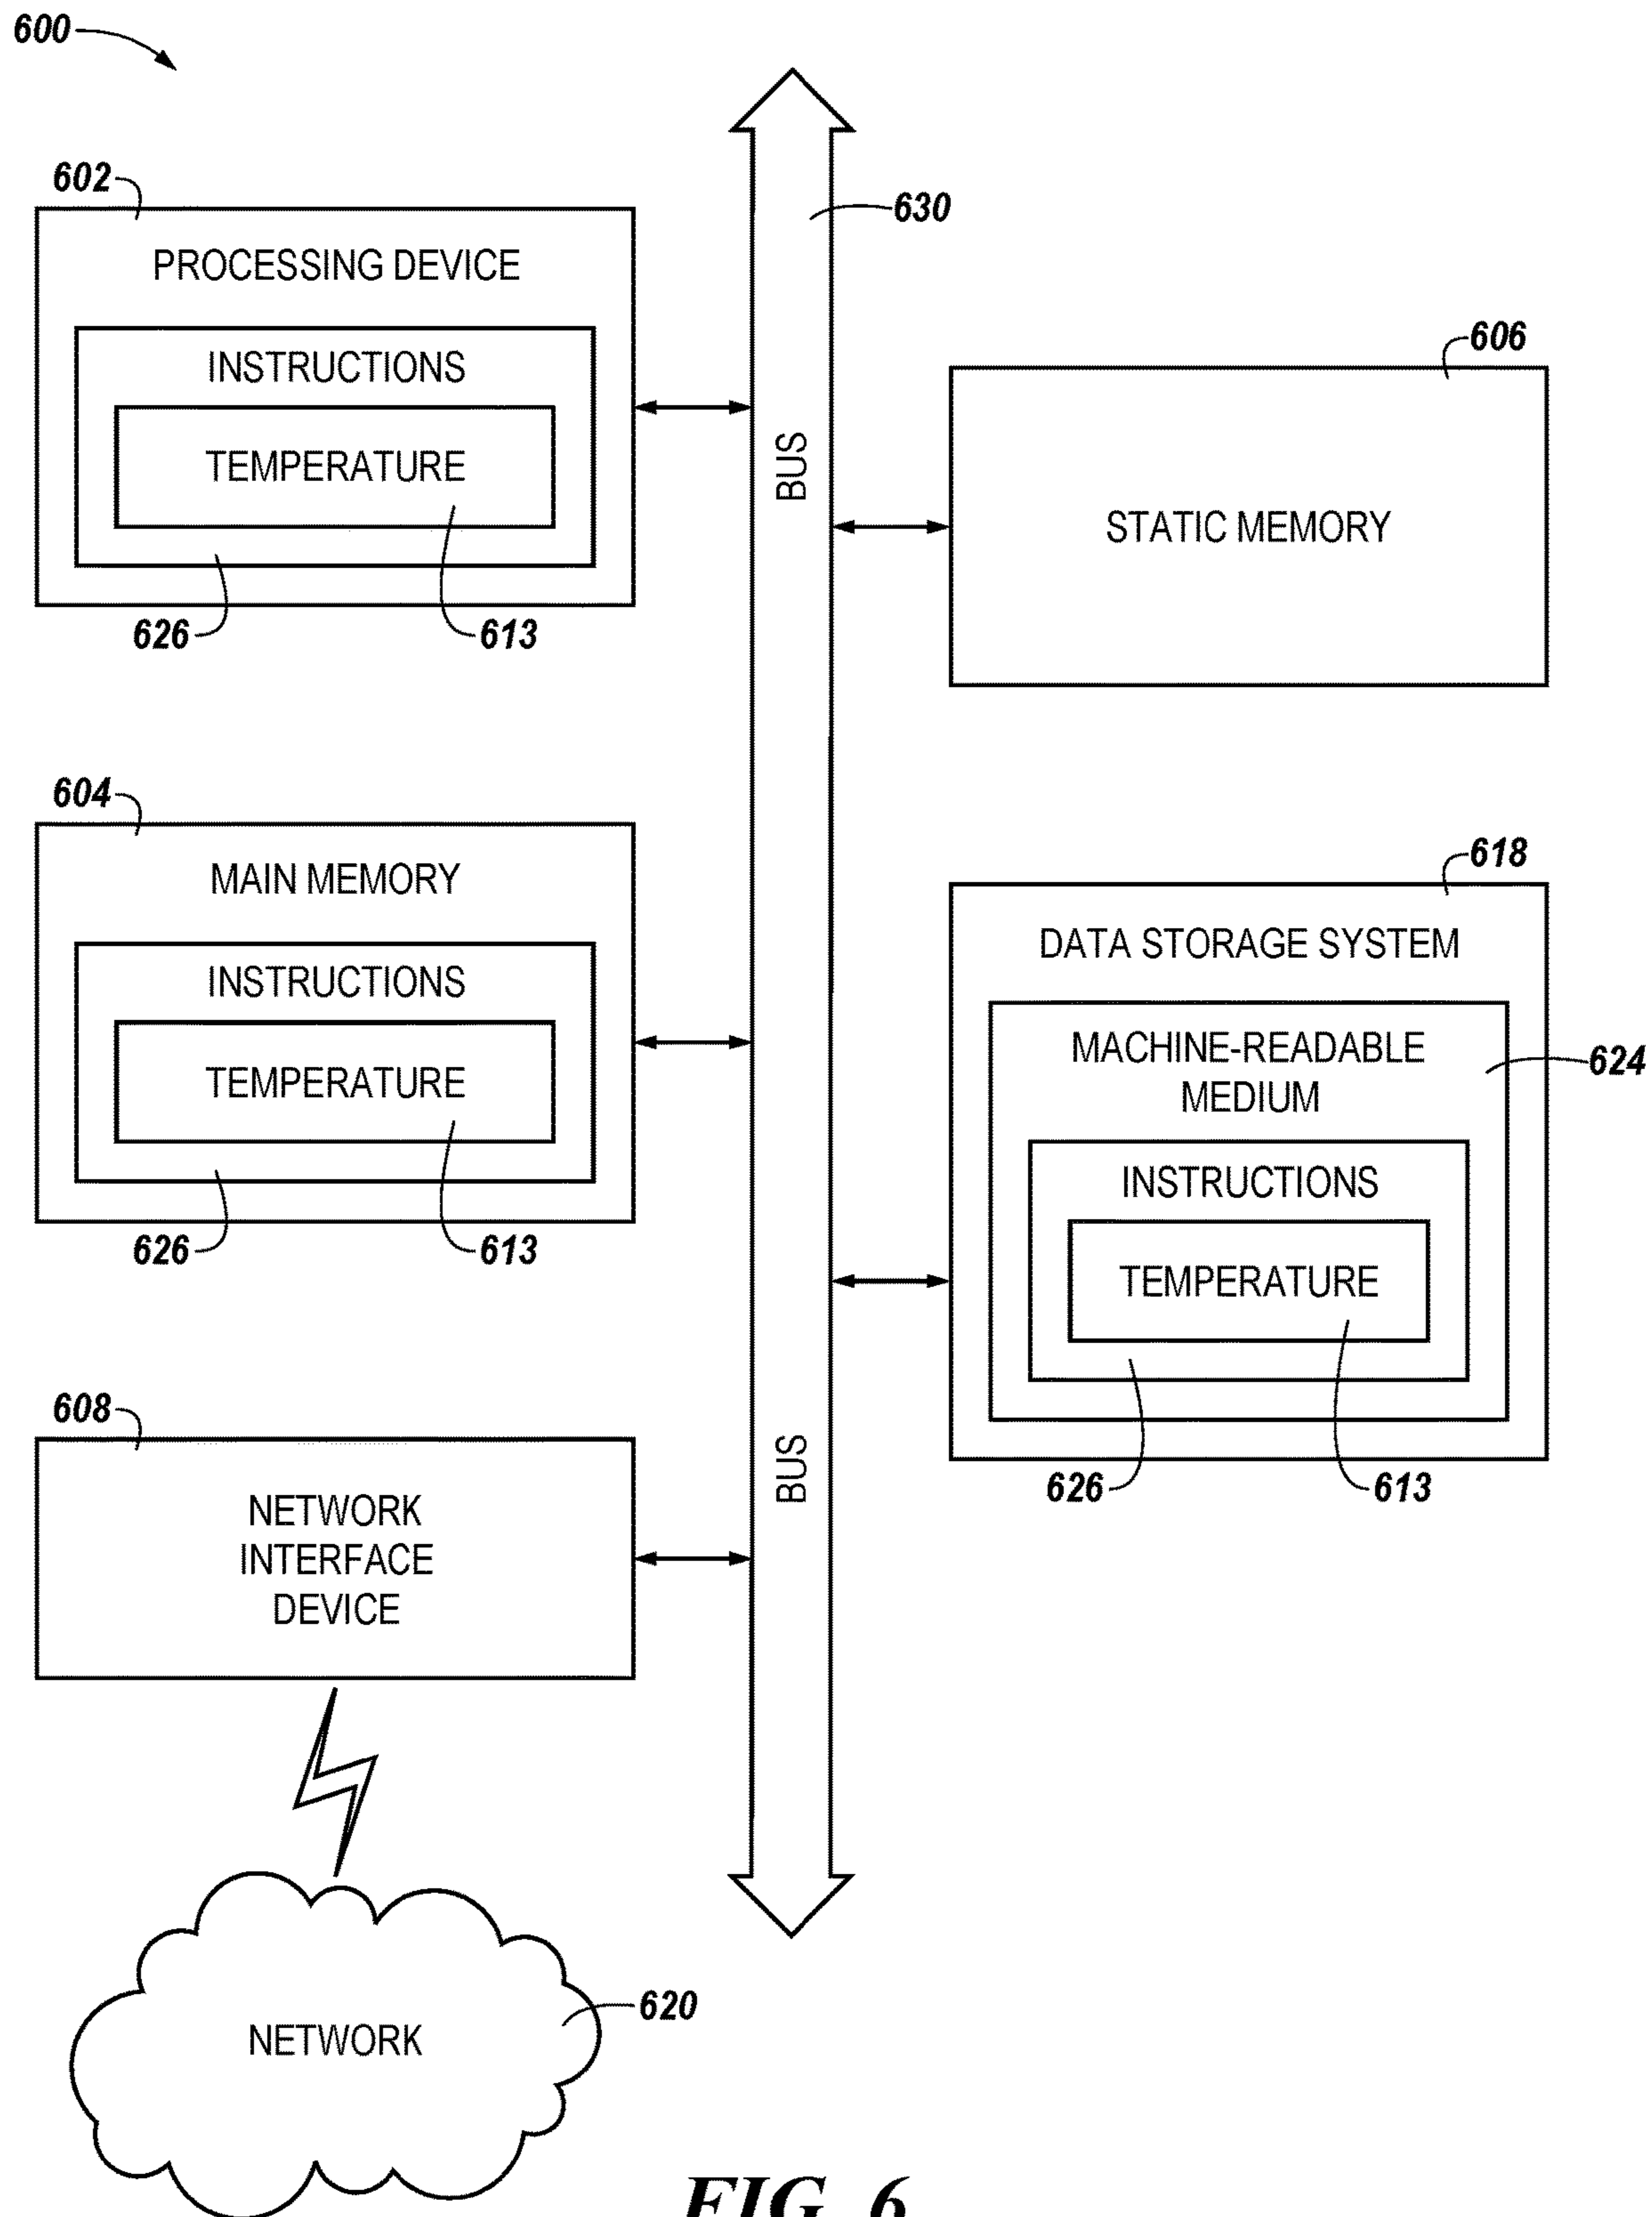 600
602
PROCESSING DEVICE
INSTRUCTIONS
TEMPERATURE
626
613
630
BUS
606
STATIC MEMORY
604
MAIN MEMORY
INSTRUCTIONS
TEMPERATURE
626
613
618
DATA STORAGE SYSTEM
MACHINE-READABLE
MEDIUM
624
INSTRUCTIONS
TEMPERATURE
626
613
608
NETWORK
INTERFACE
DEVICE
BUS
NETWORK
620
FIG. 6